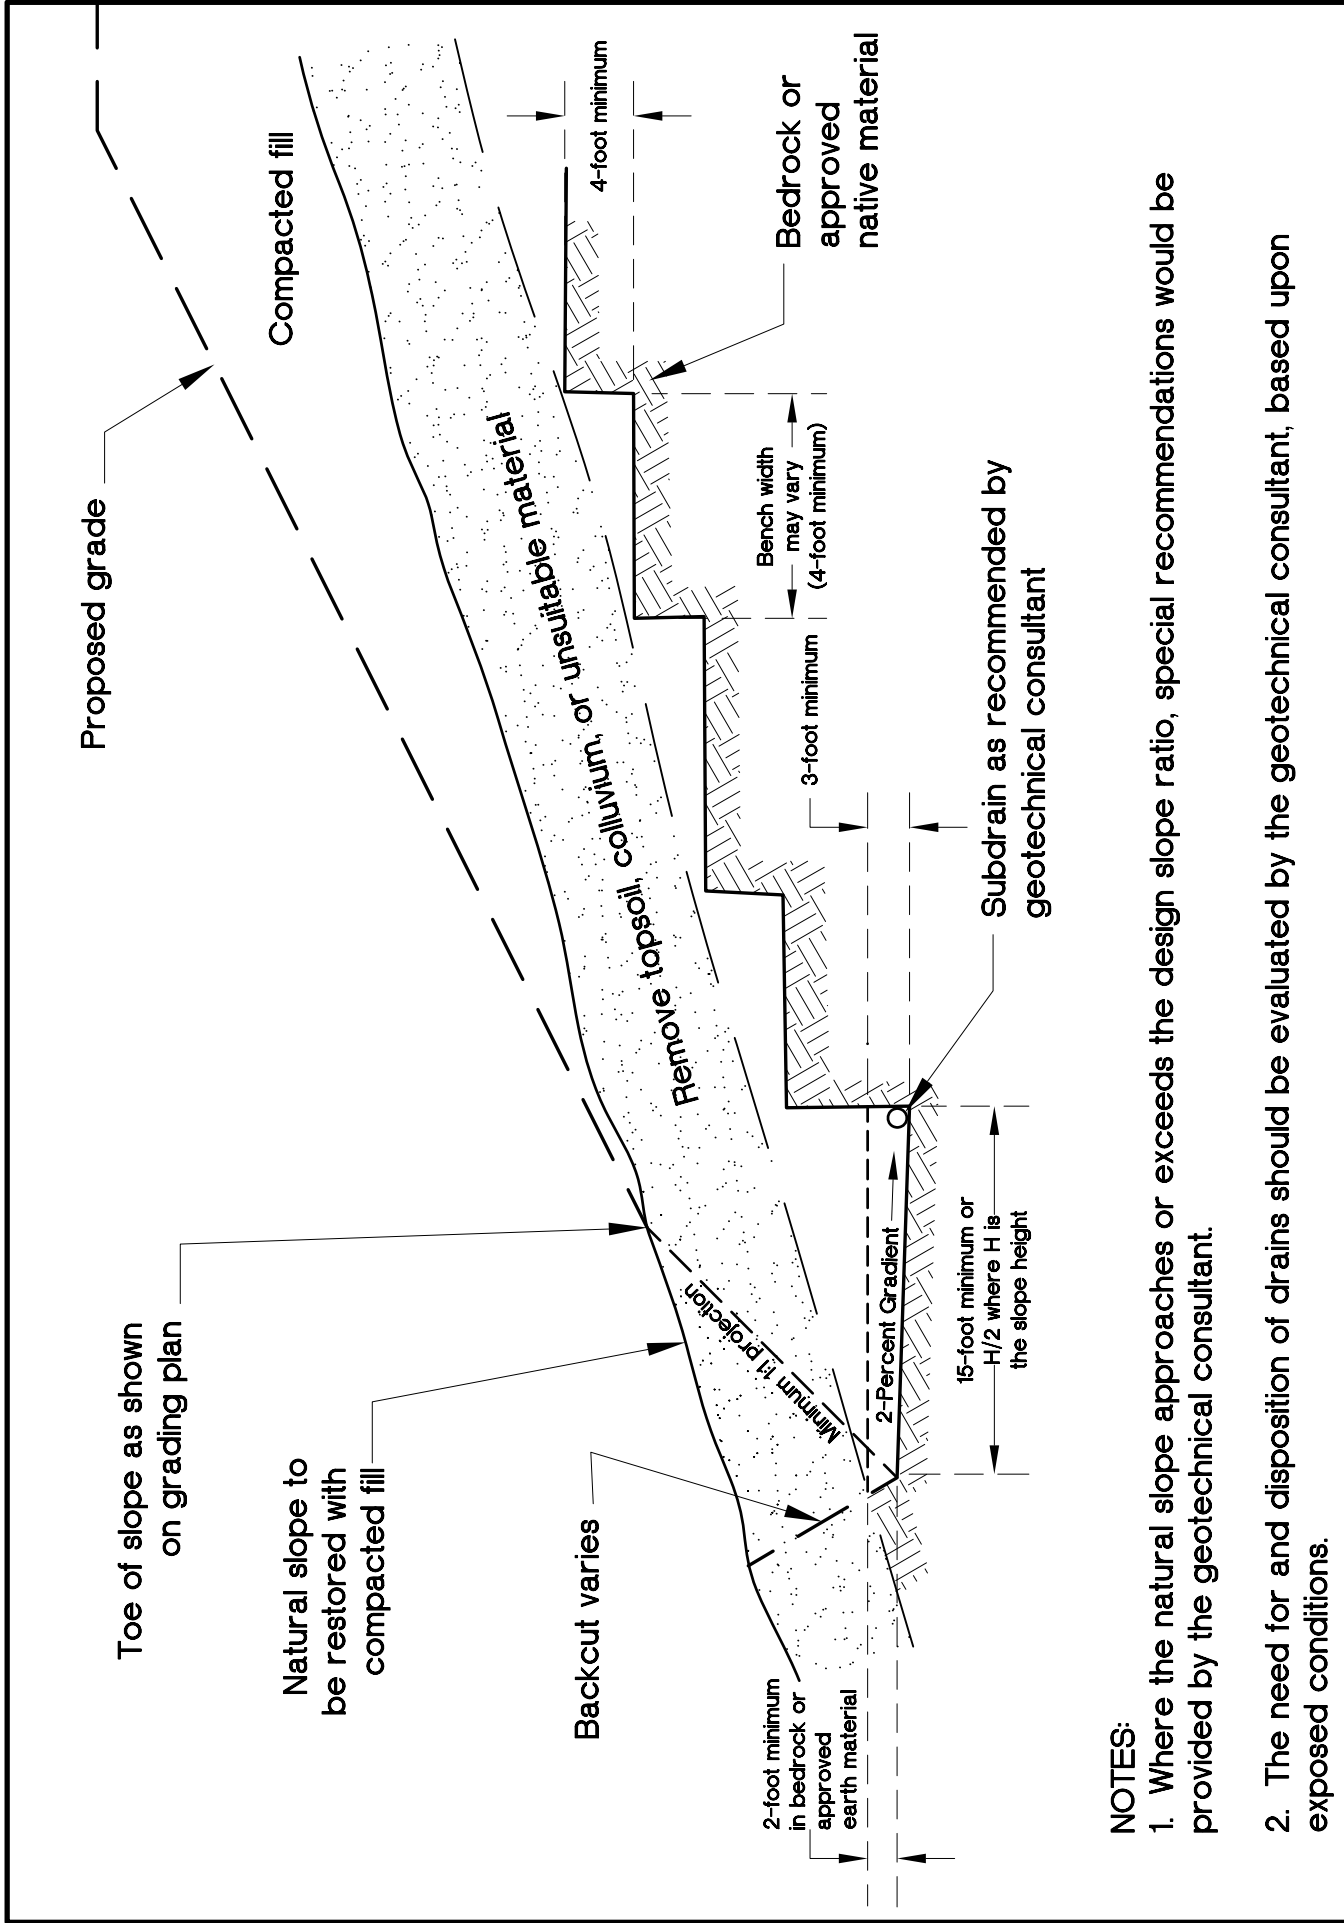 Proposed grade
Compacted fill
Toe of slope as shown
on grading plan
Natural slope to
be restored with
compacted fill
Backcut varies
Remove topsoil, colluvium, or unsuitable material
Minimum 1:1 projection
4-foot minimum
Bedrock or
approved
native material
Bench width
may vary
(4-foot minimum)
3-foot minimum
Subdrain as recommended by
geotechnical consultant
2-Percent Gradient
15-foot minimum or
H/2 where H is
the slope height
2-foot minimum
in bedrock or
approved
earth material
NOTES:
1. Where the natural slope approaches or exceeds the design slope ratio, special recommendations would be
provided by the geotechnical consultant.
2. The need for and disposition of drains should be evaluated by the geotechnical consultant, based upon
exposed conditions.